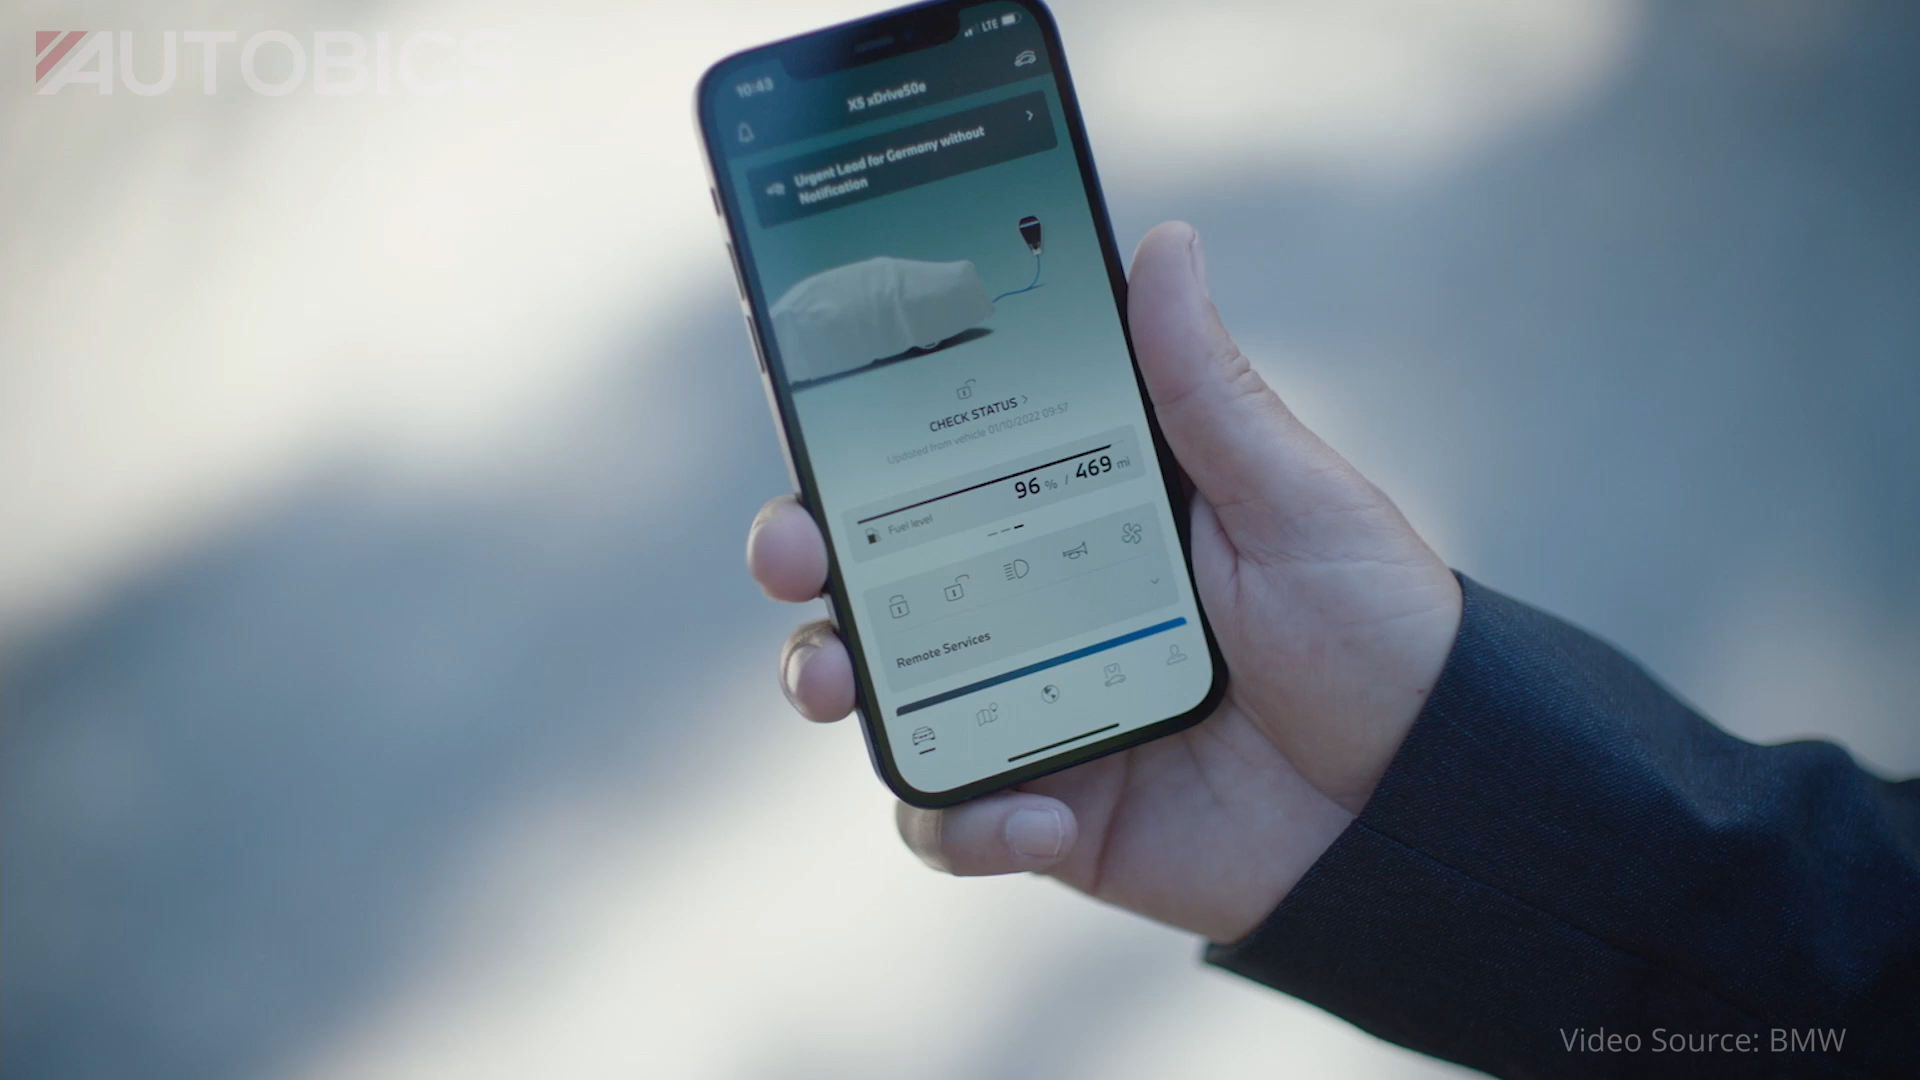 AUTOBICS
10:43
LTE
X5 xDrive50e
Urgent Lead for Germany without
Notification
CHECK STATUS
Updated from vehicle 01/10/2022 09:57
96 % / 469 mi
Fuel level
Remote Services
Video Source: BMW